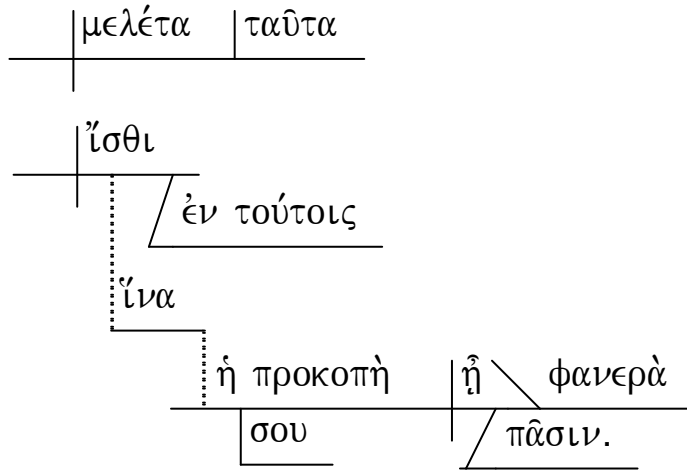 μελέτα ταῦτα
ἴσθι
ἐν τούτοις
ἵνα
ἡ προκοπὴ ᾖ φανερὰ
σου πᾶσιν.